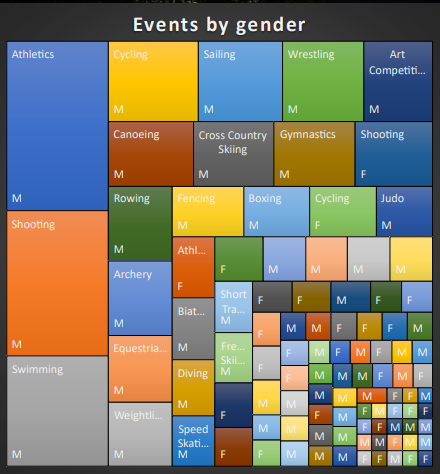 Events by gender
Athletics
M
Cycling
M
Sailing
M
Wrestling
M
Art
Competiti...
M
Canoeing
M
Cross Country
Skiing
M
Gymnastics
M
Shooting
F
Shooting
M
Rowing
M
Fencing
M
Boxing
M
Cycling
F
Judo
M
Swimming
M
Archery
M
Equestria...
M
Weightli...
M
Athl...
F
Biat...
M
Diving
M
Speed
Skati...
M
F
M
M
M
M
Short
Tra...
M
Fre...
Skii...
M
F
F
F
F
M
F
F
F
M
M
F
F
F
M
F
M
M
M
F
F
M
F
M
F
M
M
M
M
M
F
F
F
M
M
M
F
M
M
F
M
M
M